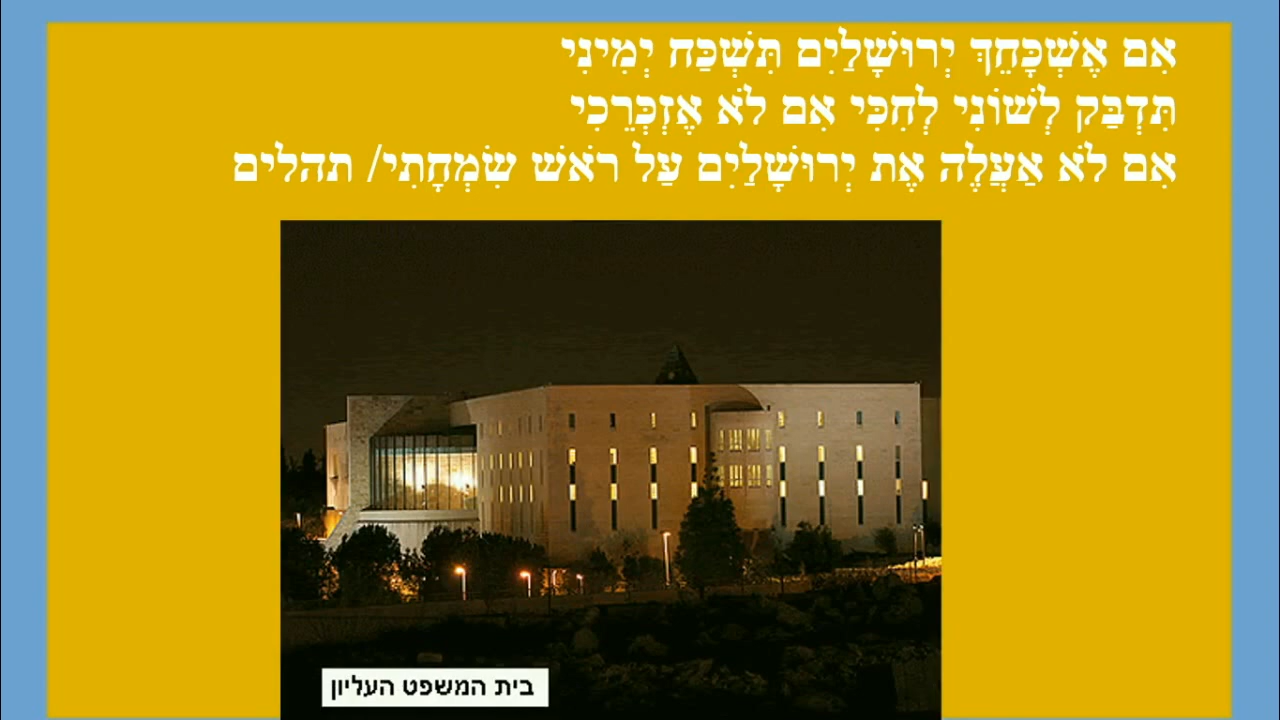 אִם אֶשְׁכָּחֵךְ יְרוּשָׁלַיִם תִּשְׁכַּח יְמִינִי
תִּדְבַּק לְשׁוֹנִי לְחִכִּי אִם לֹא אֶזְכְּרֵכִי
אִם לֹא אַעֲלֶה אֶת יְרוּשָׁלַיִם עַל רֹאשׁ שִׂמְחָתִי/ תהלים
בית המשפט העליון